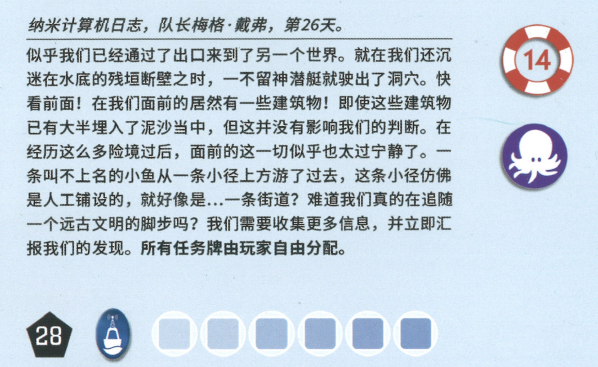 纳米计算机日志，队长梅格·戴弗，第26天。
似乎我们已经通过了出口来到了另一个世界。就在我们还沉
迷在水底的残垣断壁之时，一不留神潜艇就驶出了洞穴。快
看前面！在我们面前的居然有一些建筑物！即使这些建筑物
已有大半埋入了泥沙当中，但这并没有影响我们的判断。在
经历这么多险境过后，面前的这一切似乎也太过宁静了。一
条叫不上名的小鱼从一条小径上方游了过去，这条小径仿佛
是人工铺设的，就好像是…一条街道？难道我们真的在追随
一个远古文明的脚步吗？我们需要收集更多信息，并立即汇
报我们的发现。所有任务牌由玩家自由分配。
14
28